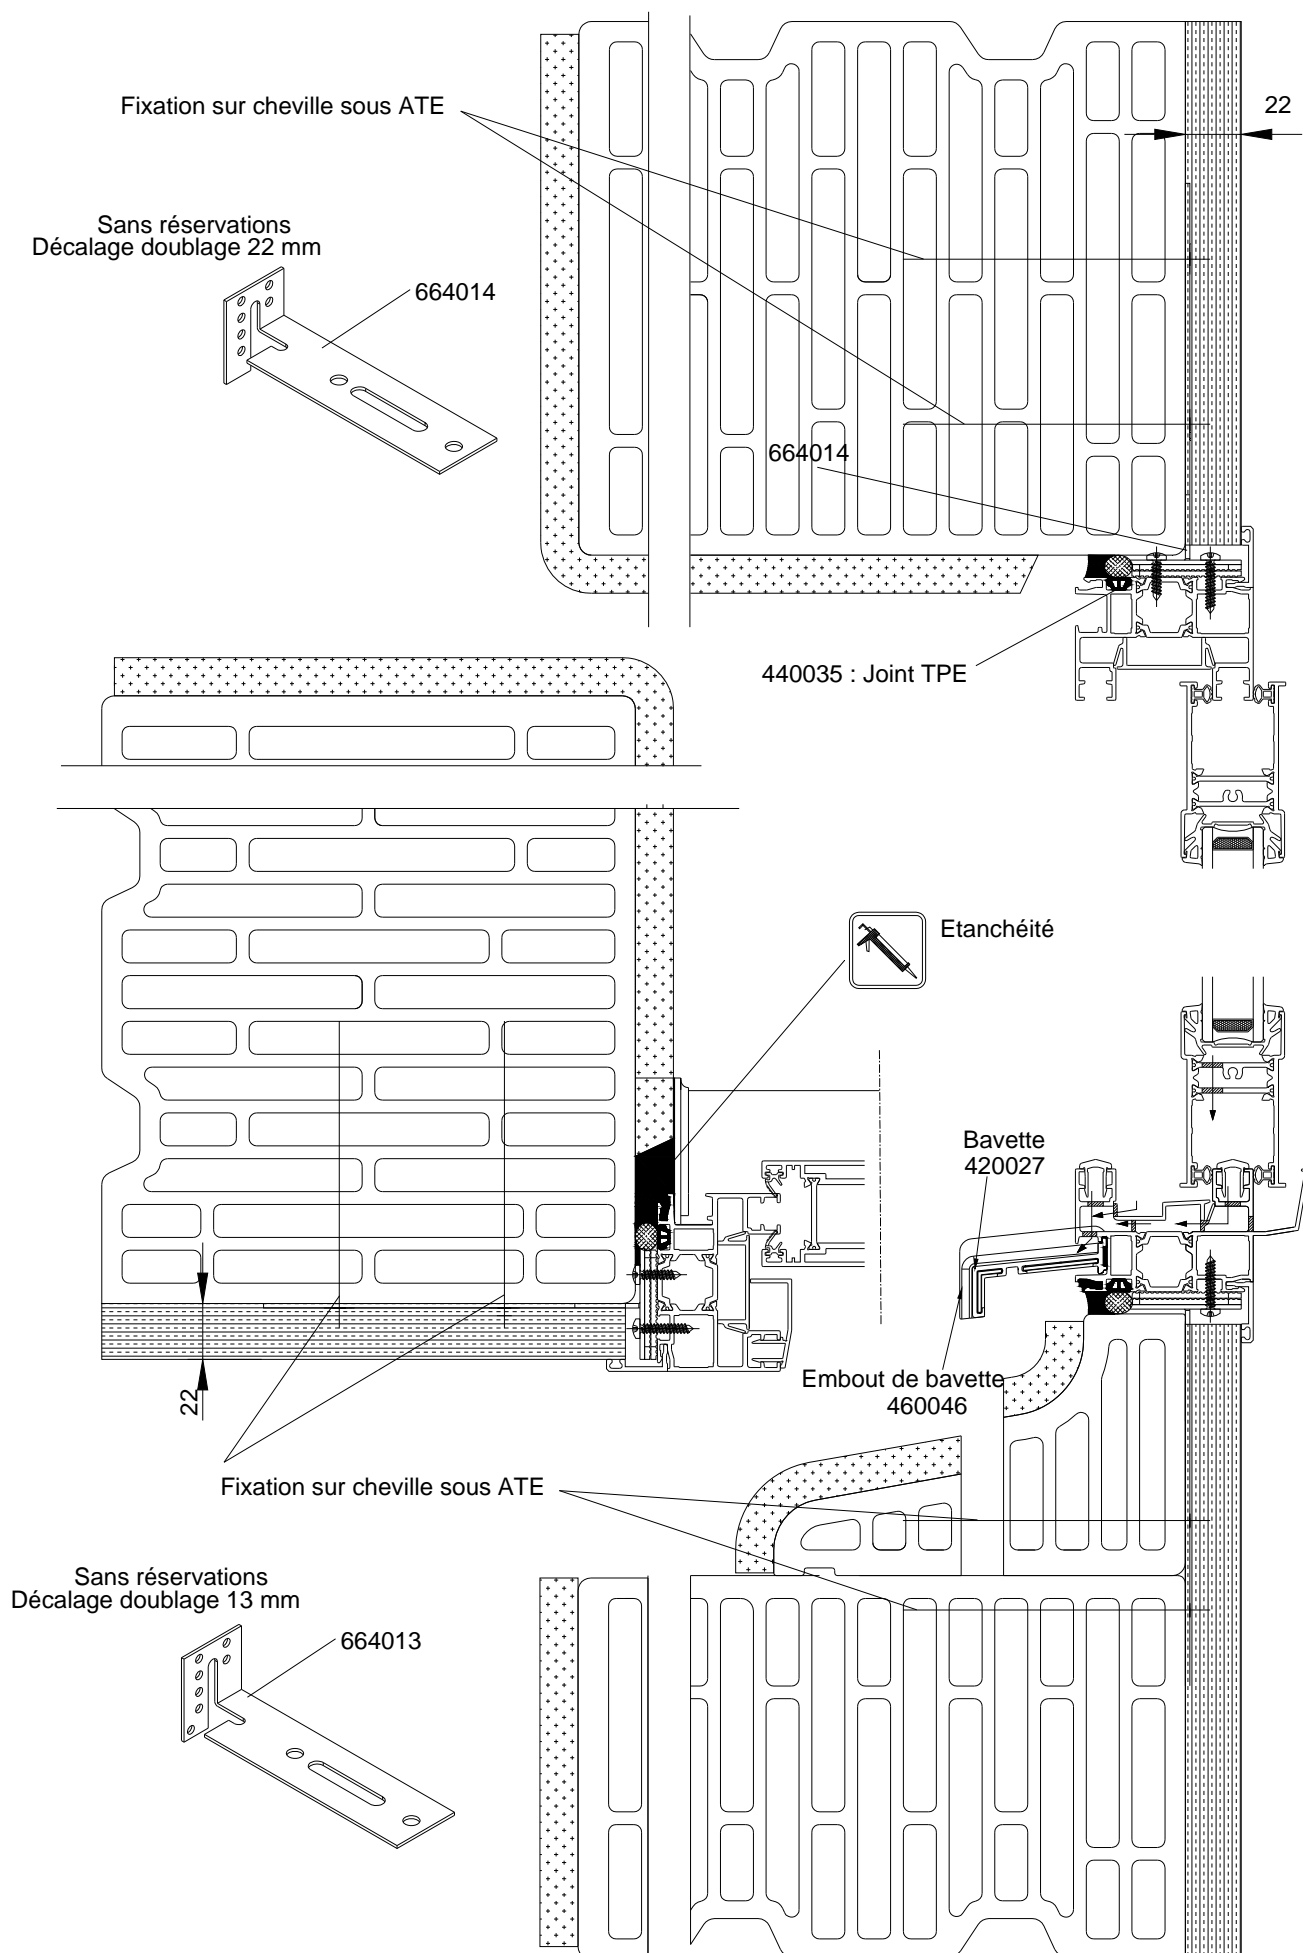 Fixation sur cheville sous ATE
22
Sans réservations
Décalage doublage 22 mm
664014
664014
440035 : Joint TPE
Etanchéité
Bavette
420027
Embout de bavette
460046
22
Fixation sur cheville sous ATE
Sans réservations
Décalage doublage 13 mm
664013